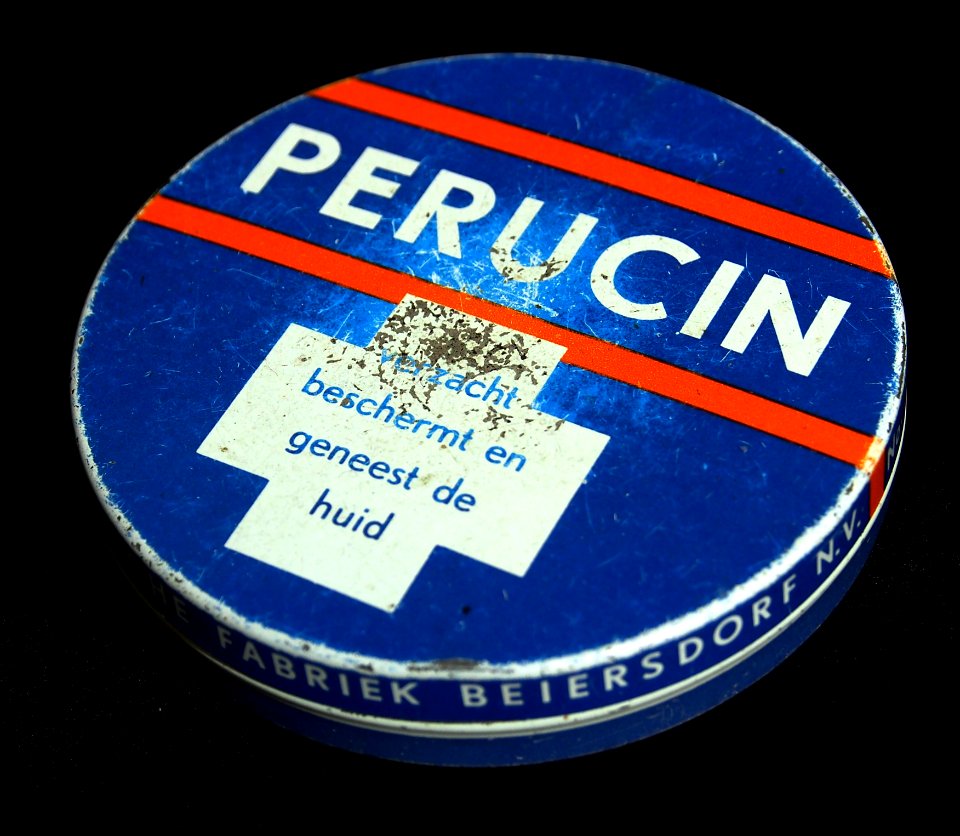 PERUCIN
verzacht
beschermt en
geneest de
huid
FABRIEK BEIERSDORF N.V.